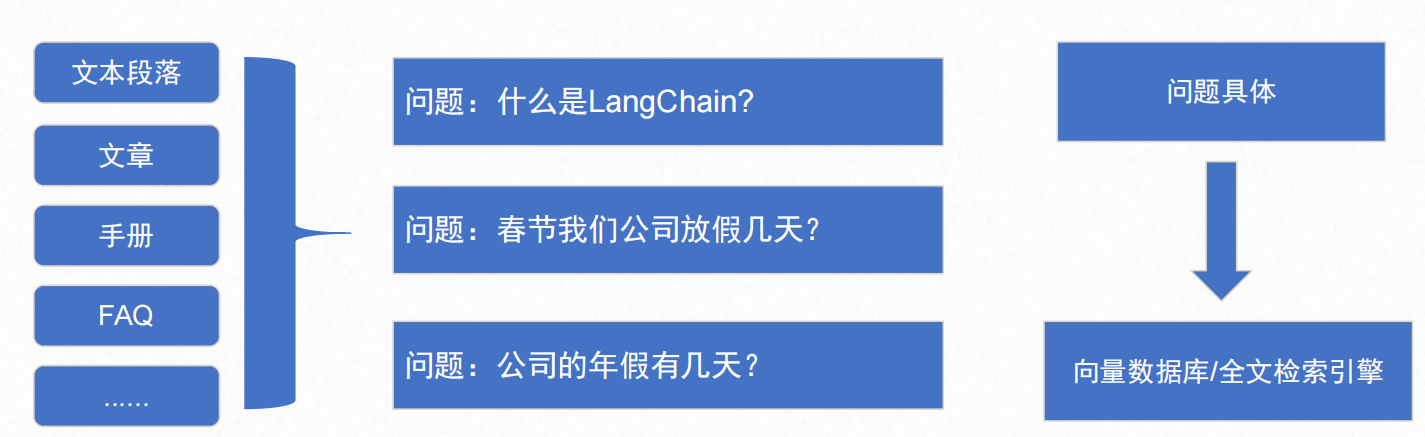 文本段落
文章
手册
FAQ
......
问题：什么是LangChain?
问题：春节我们公司放假几天？
问题：公司的年假有几天？
问题具体
向量数据库/全文检索引擎